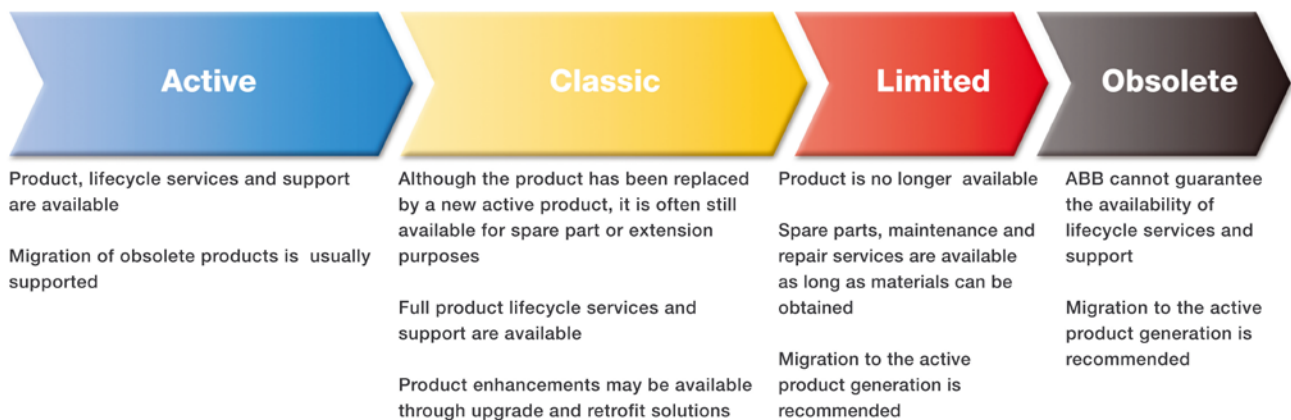 Active
Product, lifecycle services and support
are available
Migration of obsolete products is usually
supported
Classic
Although the product has been replaced
by a new active product, it is often still
available for spare part or extension
purposes
Full product lifecycle services and
support are available
Product enhancements may be available
through upgrade and retrofit solutions
Limited
Product is no longer available
Spare parts, maintenance and
repair services are available
as long as materials can be
obtained
Migration to the active
product generation is
recommended
Obsolete
ABB cannot guarantee
the availability of
lifecycle services and
support
Migration to the active
product generation is
recommended